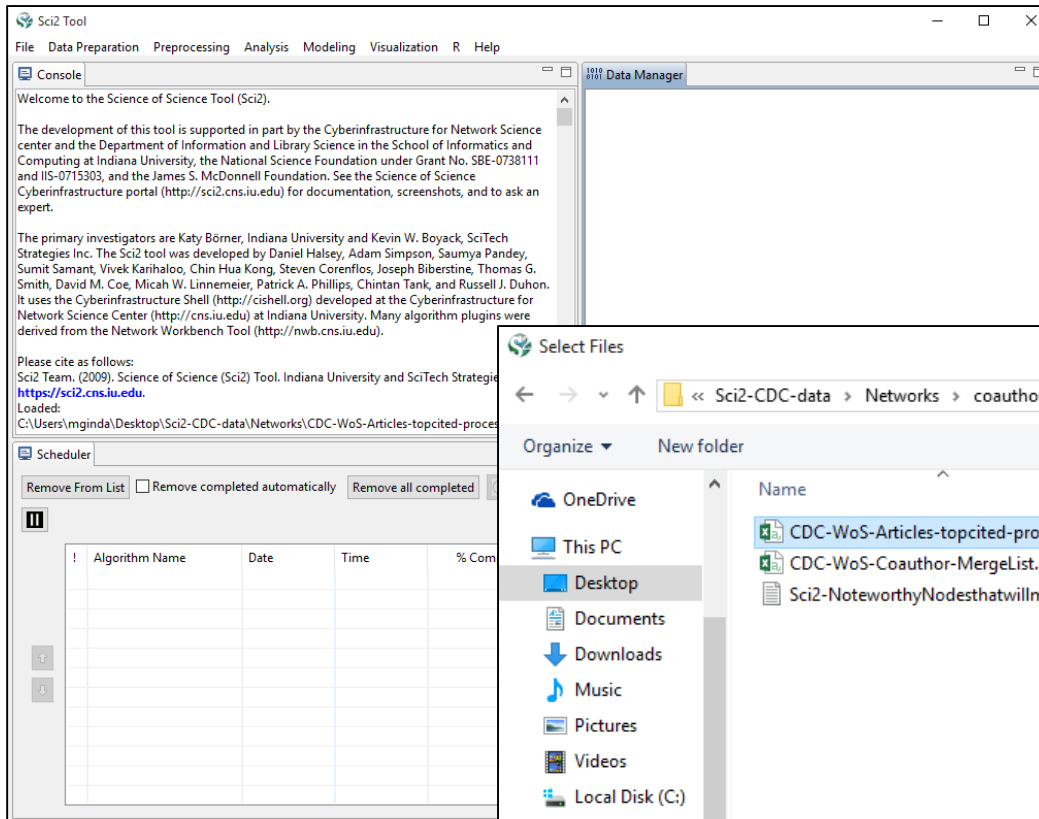 Sci2 Tool
File Data Preparation Preprocessing Analysis Modeling Visualization R Help
Console
Welcome to the Science of Science Tool (Sci2).
The development of this tool is supported in part by the Cyberinfrastructure for Network Science
center and the Department of Information and Library Science in the School of Informatics and
Computing at Indiana University, the National Science Foundation under Grant No. SBE-0738111
and IIS-0715303, and the James S. McDonnell Foundation. See the Science of Science
Cyberinfrastructure portal (http://sci2.cns.iu.edu) for documentation, screenshots, and to ask an
expert.
The primary investigators are Katy Börner, Indiana University and Kevin W. Boyack, SciTech
Strategies Inc. The Sci2 tool was developed by Daniel Halsey, Adam Simpson, Saumya Pandey,
Sumit Samant, Vivek Karihaloo, Chin Hua Kong, Steven Corenflos, Joseph Biberstine, Thomas G.
Smith, David M. Coe, Micah W. Linnemeier, Patrick A. Phillips, Chintan Tank, and Russell J. Duhon.
It uses the Cyberinfrastructure Shell (http://cishell.org) developed at the Cyberinfrastructure for
Network Science Center (http://cns.iu.edu) at Indiana University. Many algorithm plugins were
derived from the Network Workbench Tool (http://nwb.cns.iu.edu).
Please cite as follows:
Sci2 Team. (2009). Science of Science (Sci2) Tool. Indiana University and SciTech Strategie
https://sci2.cns.iu.edu.
Loaded:
C:\Users\mginda\Desktop\Sci2-CDC-data\Networks\CDC-WoS-Articles-topcited-proces
Scheduler
Remove From List Remove completed automatically Remove all completed
! Algorithm Name Date Time % Com
1010 0101 Data Manager
Select Files
« Sci2-CDC-data > Networks > coautho
Organize New folder
OneDrive
This PC
Desktop
Documents
Downloads
Music
Pictures
Videos
Local Disk (C:)
Name
CDC-WoS-Articles-topcited-pro
CDC-WoS-Coauthor-MergeList.
Sci2-NoteworthyNodesthatwilln